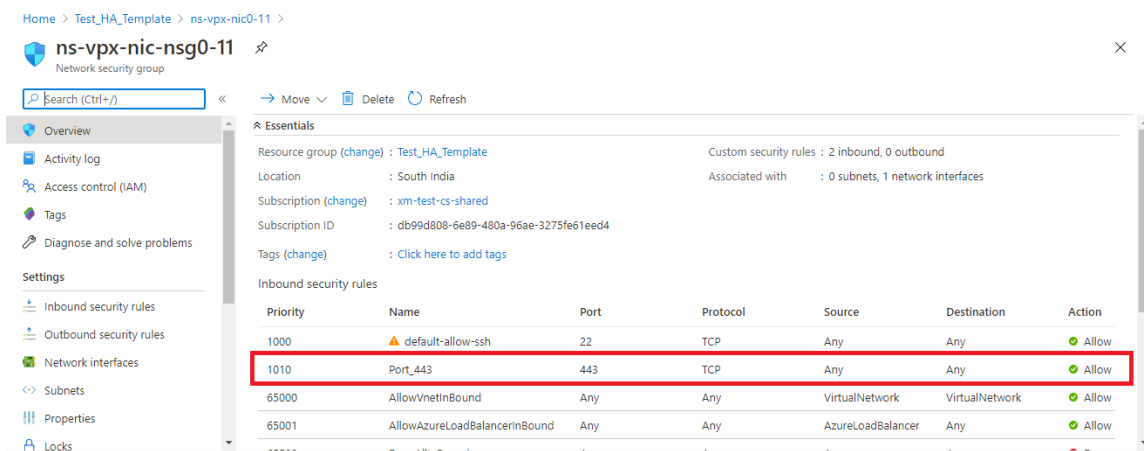 Home > Test_HA_Template > ns-vpx-nic0-11 >
ns-vpx-nic-nsg0-11
Network security group
Search (Ctrl+/)
«
Move
Delete
Refresh
Overview
Activity log
Access control (IAM)
Tags
Diagnose and solve problems
Settings
Inbound security rules
Outbound security rules
Network interfaces
Subnets
Properties
Locks
Essentials
Resource group (change) : Test_HA_Template
Location : South India
Subscription (change) : xm-test-cs-shared
Subscription ID : db99d808-6e89-480a-96ae-3275fe61eed4
Tags (change) : Click here to add tags
Custom security rules : 2 inbound, 0 outbound
Associated with : 0 subnets, 1 network interfaces
Inbound security rules
Priority Name Port Protocol Source Destination Action
1000 default-allow-ssh 22 TCP Any Any Allow
1010 Port_443 443 TCP Any Any Allow
65000 AllowVnetInBound Any Any VirtualNetwork VirtualNetwork Allow
65001 AllowAzureLoadBalancerInBound Any Any AzureLoadBalancer Any Allow